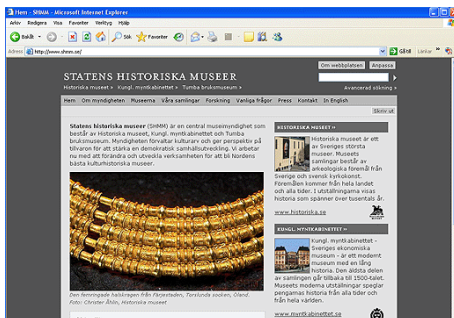 Hem - SHMM - Microsoft Internet Explorer
Arkiv Redigera Visa Favoriter Verktyg Hjälp
Bakåt Sök Favoriter
Adress http://www.shmm.se/ Gå till Länkar »
Om webbplatsen Anpassa
STATENS HISTORISKA MUSEER
Historiska museet » Kungl. myntkabinettet » Tumba bruksmuseum »
Avancerad sökning »
Hem Om myndigheten Museerna Våra samlingar Forskning Vanliga frågor Press Kontakt In English
Skriv ut
Statens historiska museer (SHMM) är en central museimyndighet som
består av Historiska museet, Kungl. myntkabinettet och Tumba
bruksmuseum. Myndigheten förvaltar kulturarv och ger perspektiv på
tillvaron för att stärka en demokratisk samhällsutveckling. Vi arbetar
nu med att förändra och utveckla verksamheten för att bli Nordens
bästa kulturhistoriska museer.
Den femringade halskragen från Färjestaden, Torslunda socken, Öland.
Foto: Christer Åhlin, Historiska museet
HISTORISKA MUSEET »
Historiska museet är ett
av Sveriges största
museer. Museets
samlingar består av
arkeologiska föremål från
Sverige och svensk kyrkokonst.
Föremålen kommer från hela landet
och alla tider. I utställningarna visas
historia som spänner över tusentals år.
www.historiska.se
KUNGL. MYNTKABINETTET »
Kungl. myntkabinettet -
Sveriges ekonomiska
museum - är ett modernt
museum med en lång
historia. Den äldsta delen
av samlingen går tillbaka till 1500-talet.
Museets moderna utställningar speglar
pengarnas historia från alla tider och
från hela världen.
www.myntkabinettet.se